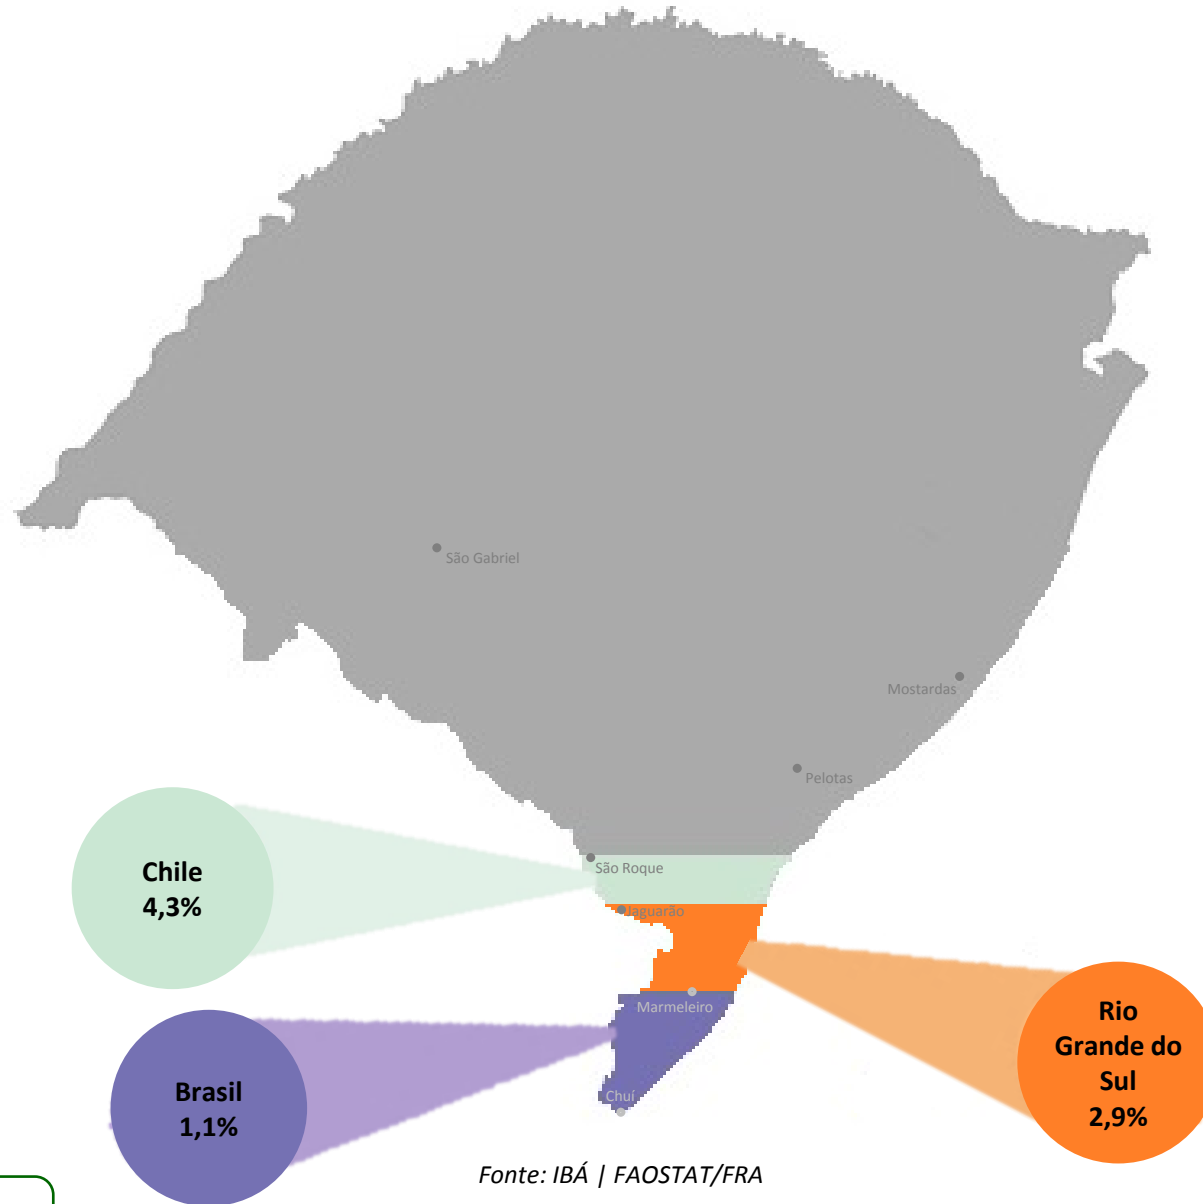 São Gabriel
Mostardas
Pelotas
São Roque
Chile
4,3%
Jaguarão
Marmeleiro
Rio
Grande do
Sul
2,9%
Brasil
1,1%
Chuí
Fonte: IBÁ | FAOSTAT/FRA